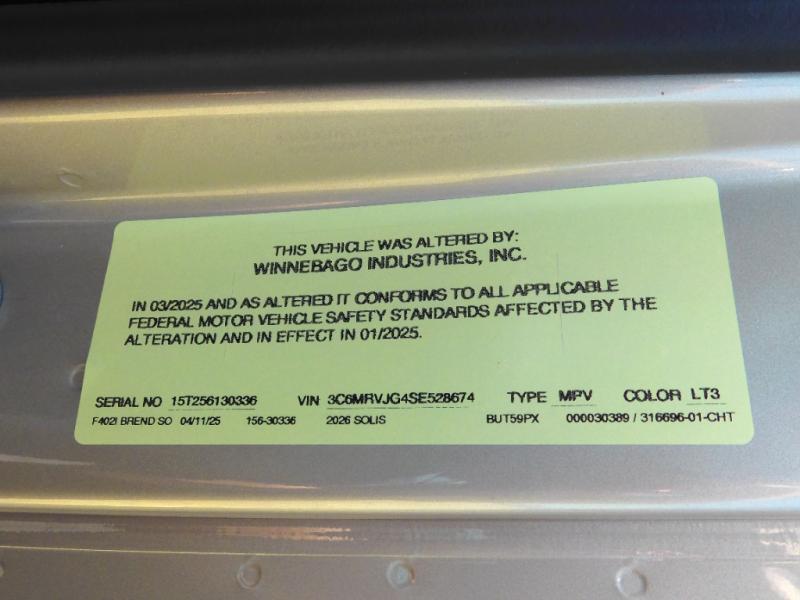 THIS VEHICLE WAS ALTERED BY:
WINNEBAGO INDUSTRIES, INC.
IN 03/2025 AND AS ALTERED IT CONFORMS TO ALL APPLICABLE
FEDERAL MOTOR VEHICLE SAFETY STANDARDS AFFECTED BY THE
ALTERATION AND IN EFFECT IN 01/2025.
SERIAL NO 15T256130336 VIN 3C6MRVJG4SE528674 TYPE MPV COLOR LT3
F402I BREND SO 04/11/25 156-30336 2026 SOLIS BUT59PX 000030389 / 316696-01-CHT